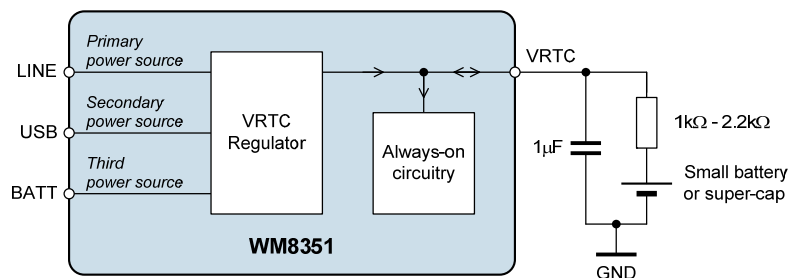 Primary
power source
LINE
Secondary
power source
USB
Third
power source
BATT
VRTC
Regulator
Always-on
circuitry
WM8351
VRTC
1µF
1kΩ - 2.2kΩ
Small battery
or super-cap
GND